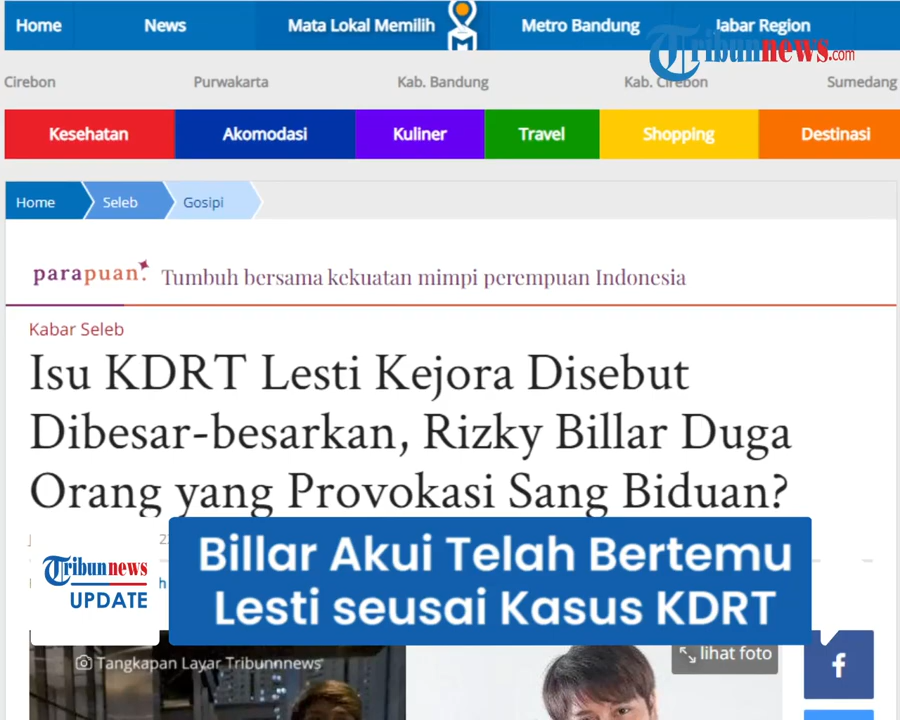 Home News Mata Lokal Memilih Metro Bandung Jabar Region
Tribunnews.com
Cirebon Purwakarta Kab. Bandung Kab. Cirebon Sumedang
Kesehatan Akomodasi Kuliner Travel Shopping Destinasi
Home Seleb Gosipi
parapuan. Tumbuh bersama kekuatan mimpi perempuan Indonesia
Kabar Seleb
Isu KDRT Lesti Kejora Disebut
Dibesar-besarkan, Rizky Billar Duga
Orang yang Provokasi Sang Biduan?
Tribunnews
UPDATE
Billar Akui Telah Bertemu
Lesti seusai Kasus KDRT
Tangkapan Layar Tribunnnews
lihat foto
f